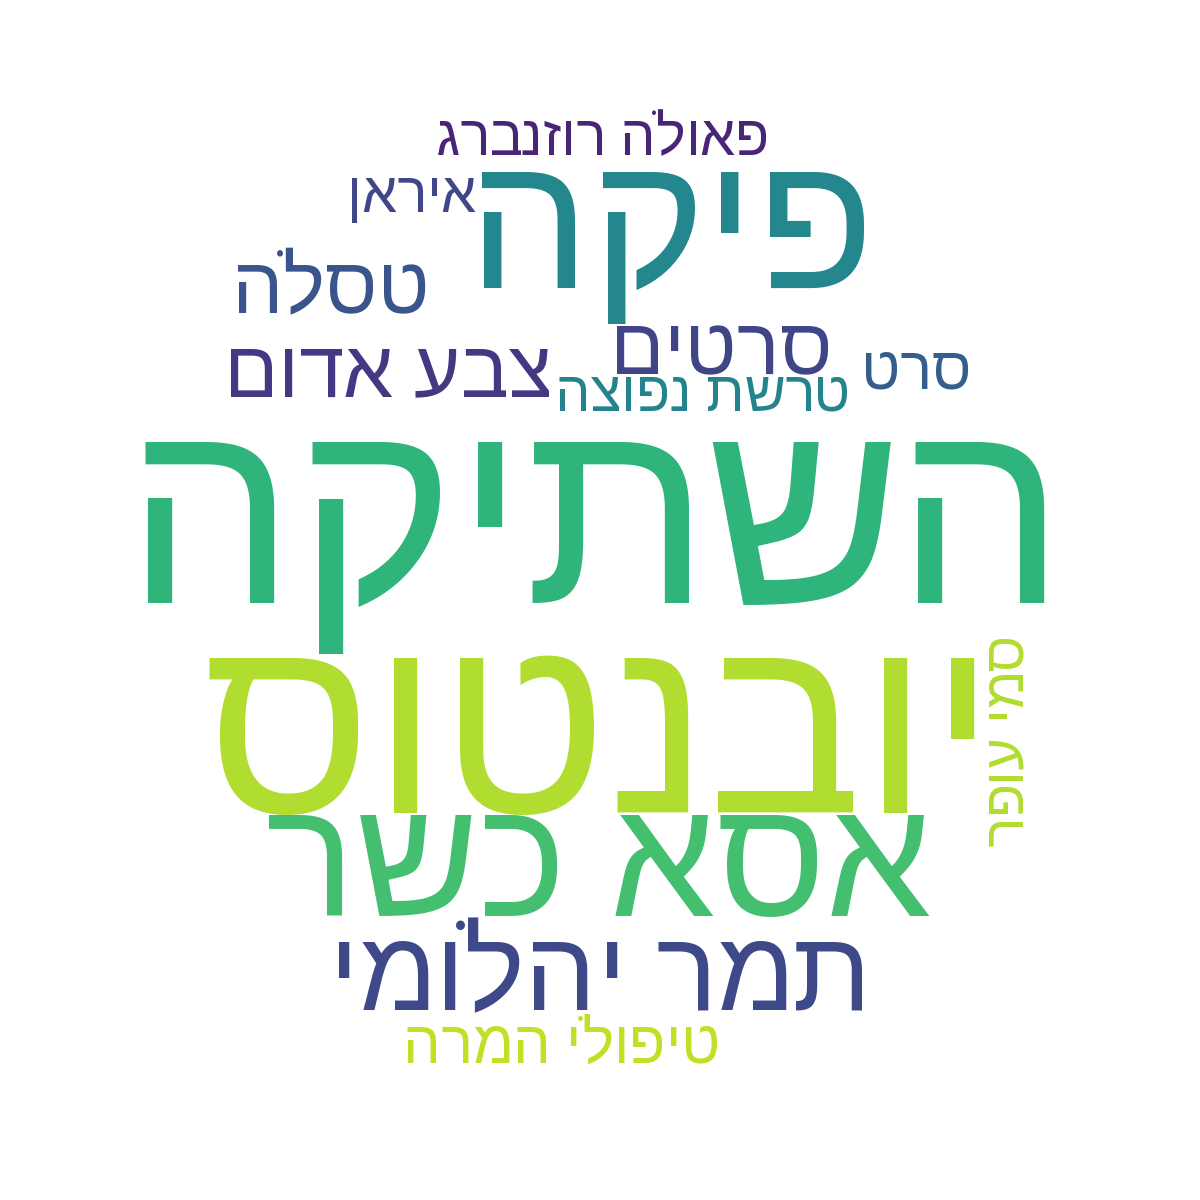 פאולה רוזנברג
איראן
פיקה
טסלה
סרטים
צבע אדום
סרט
טרשת נפוצה
השתיקה
יובנטוס
סמי עופר
אסא כשר
תמר יהלומי
טיפולי המרה